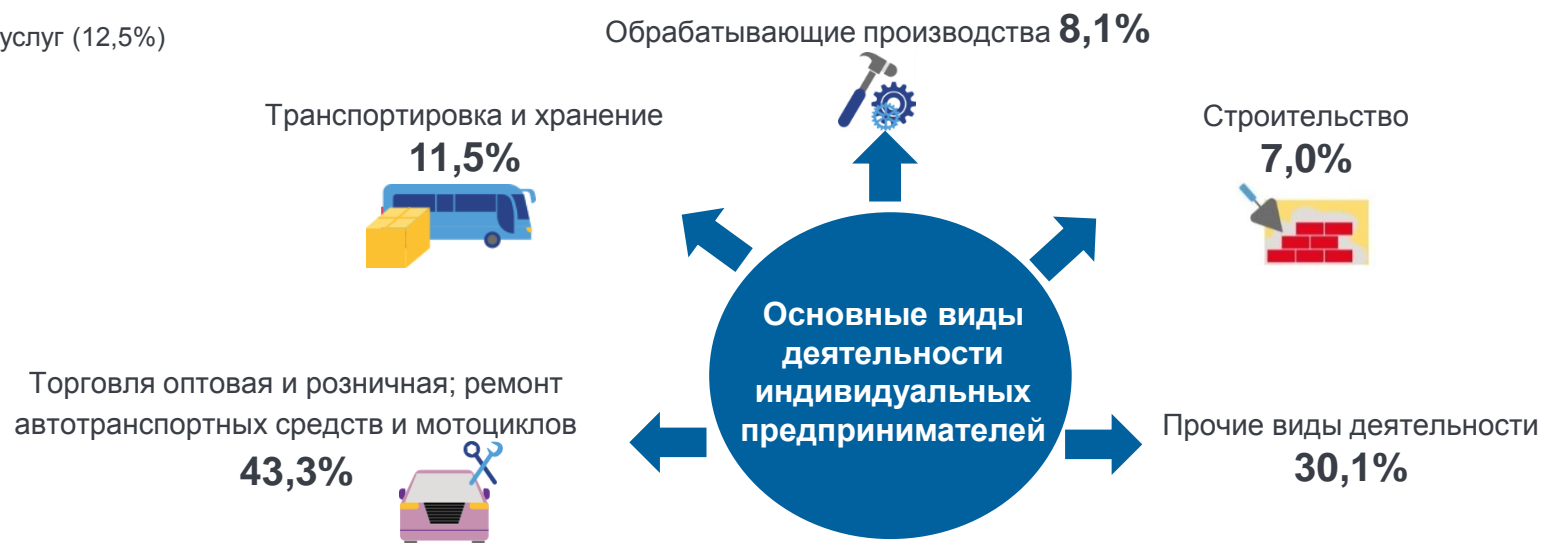 услуг (12,5%)
Обрабатывающие производства 8,1%
Транспортировка и хранение
11,5%
Строительство
7,0%
Основные виды
деятельности
индивидуальных
предпринимателей
Торговля оптовая и розничная; ремонт
автотранспортных средств и мотоциклов
43,3%
Прочие виды деятельности
30,1%